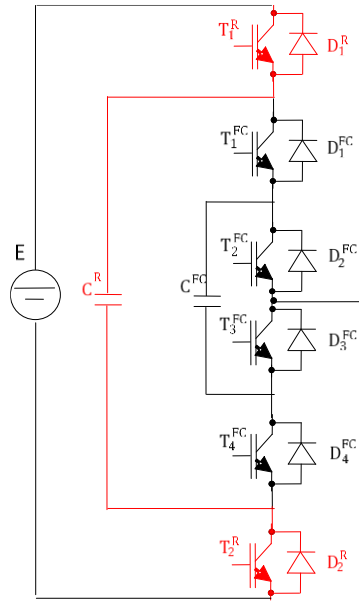 T₁ᴿ D₁ᴿ
T₁ᶠᶜ D₁ᶠᶜ
T₂ᶠᶜ D₂ᶠᶜ
E Cᴿ Cᶠᶜ
T₃ᶠᶜ D₃ᶠᶜ
T₄ᶠᶜ D₄ᶠᶜ
T₂ᴿ D₂ᴿ